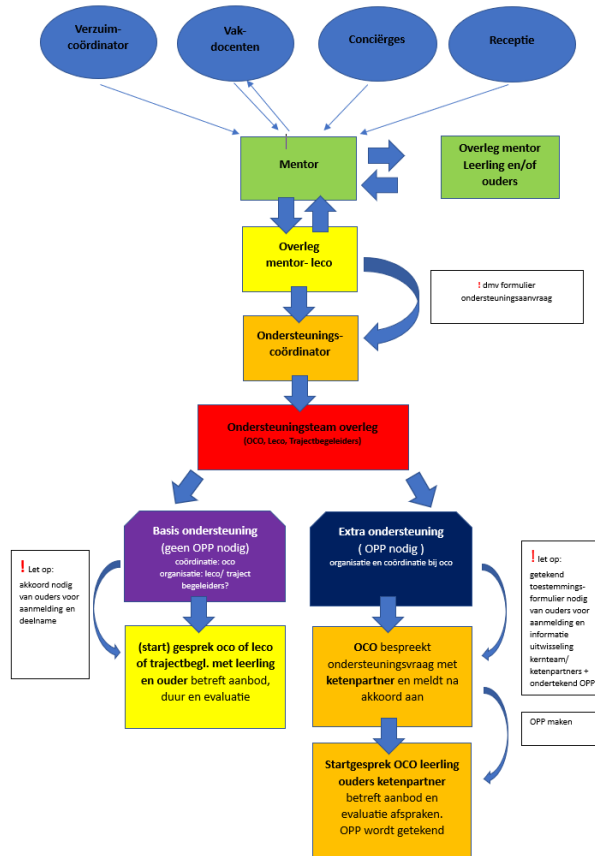 Verzuim-
coördinator
Vak-
docenten
Conciërges
Receptie
Mentor
Overleg mentor
Leerling en/of
ouders
Overleg
mentor- leco
! dmv formulier
ondersteuningsaanvraag
Ondersteunings-
coördinator
Ondersteuningsteam overleg
(OCO, Leco, Trajectbegeleiders)
Basis ondersteuning
(geen OPP nodig)
coördinatie: oco
organisatie: leco/ traject
begeleiders?
Extra ondersteuning
( OPP nodig )
organisatie en coördinatie bij oco
! Let op:
akkoord nodig
van ouders voor
aanmelding en
deelname
! let op:
getekend
toestemmings-
formulier nodig
van ouders voor
aanmelding en
informatie
uitwisseling
kernteam/
ketenpartners +
ondertekend OPP
(start) gesprek oco of leco
of trajectbegl. met leerling
en ouder betreft aanbod,
duur en evaluatie
OCO bespreekt
ondersteuningsvraag met
ketenpartner en meldt na
akkoord aan
OPP maken
Startgesprek OCO leerling
ouders ketenpartner
betreft aanbod en
evaluatie afspraken.
OPP wordt getekend